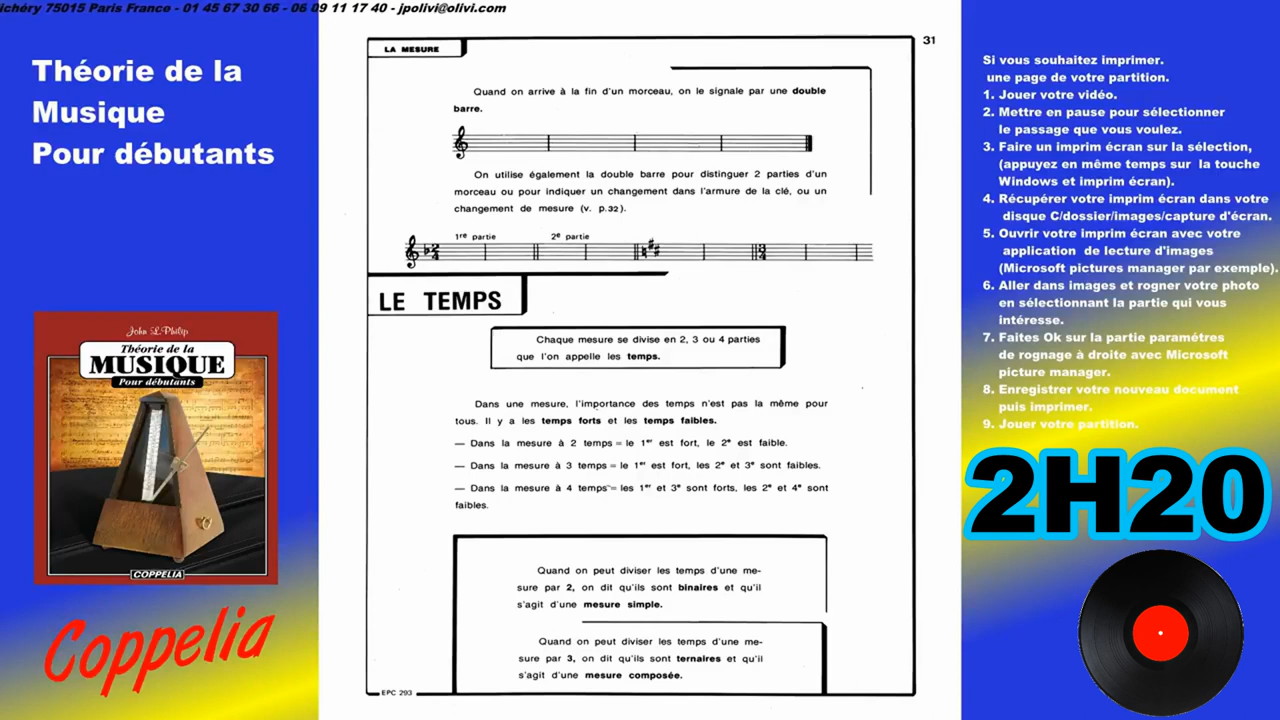 ichéry 75015 Paris France - 01 45 67 30 66 - 06 09 11 17 40 - jpolivi@olivi.com
Théorie de la
Musique
Pour débutants
John L. Philip
Théorie de la
MUSIQUE
Pour débutants
COPPELIA
Coppelia
31
LA MESURE
Quand on arrive à la fin d'un morceau, on le signale par une double
barre.
On utilise également la double barre pour distinguer 2 parties d'un
morceau ou pour indiquer un changement dans l'armure de la clé, ou un
changement de mesure (v. p.32).
1re partie 2e partie
2 3
4 4
LE TEMPS
Chaque mesure se divise en 2, 3 ou 4 parties
que l'on appelle les temps.
Dans une mesure, l'importance des temps n'est pas la même pour
tous. Il y a les temps forts et les temps faibles.
— Dans la mesure à 2 temps = le 1er est fort, le 2e est faible.
— Dans la mesure à 3 temps = le 1er est fort, les 2e et 3e sont faibles.
— Dans la mesure à 4 temps = les 1er et 3e sont forts, les 2e et 4e sont
faibles.
Quand on peut diviser les temps d'une me-
sure par 2, on dit qu'ils sont binaires et qu'il
s'agit d'une mesure simple.
Quand on peut diviser les temps d'une me-
sure par 3, on dit qu'ils sont ternaires et qu'il
s'agit d'une mesure composée.
EPC 293
Si vous souhaitez imprimer.
une page de votre partition.
1. Jouer votre vidéo.
2. Mettre en pause pour sélectionner
le passage que vous voulez.
3. Faire un imprim écran sur la sélection,
(appuyez en même temps sur la touche
Windows et imprim écran).
4. Récupérer votre imprim écran dans votre
disque C/dossier/images/capture d'écran.
5. Ouvrir votre imprim écran avec votre
application de lecture d'images
(Microsoft pictures manager par exemple).
6. Aller dans images et rogner votre photo
en sélectionnant la partie qui vous
intéresse.
7. Faites Ok sur la partie paramétres
de rognage à droite avec Microsoft
picture manager.
8. Enregistrer votre nouveau document
puis imprimer.
9. Jouer votre partition.
2H20